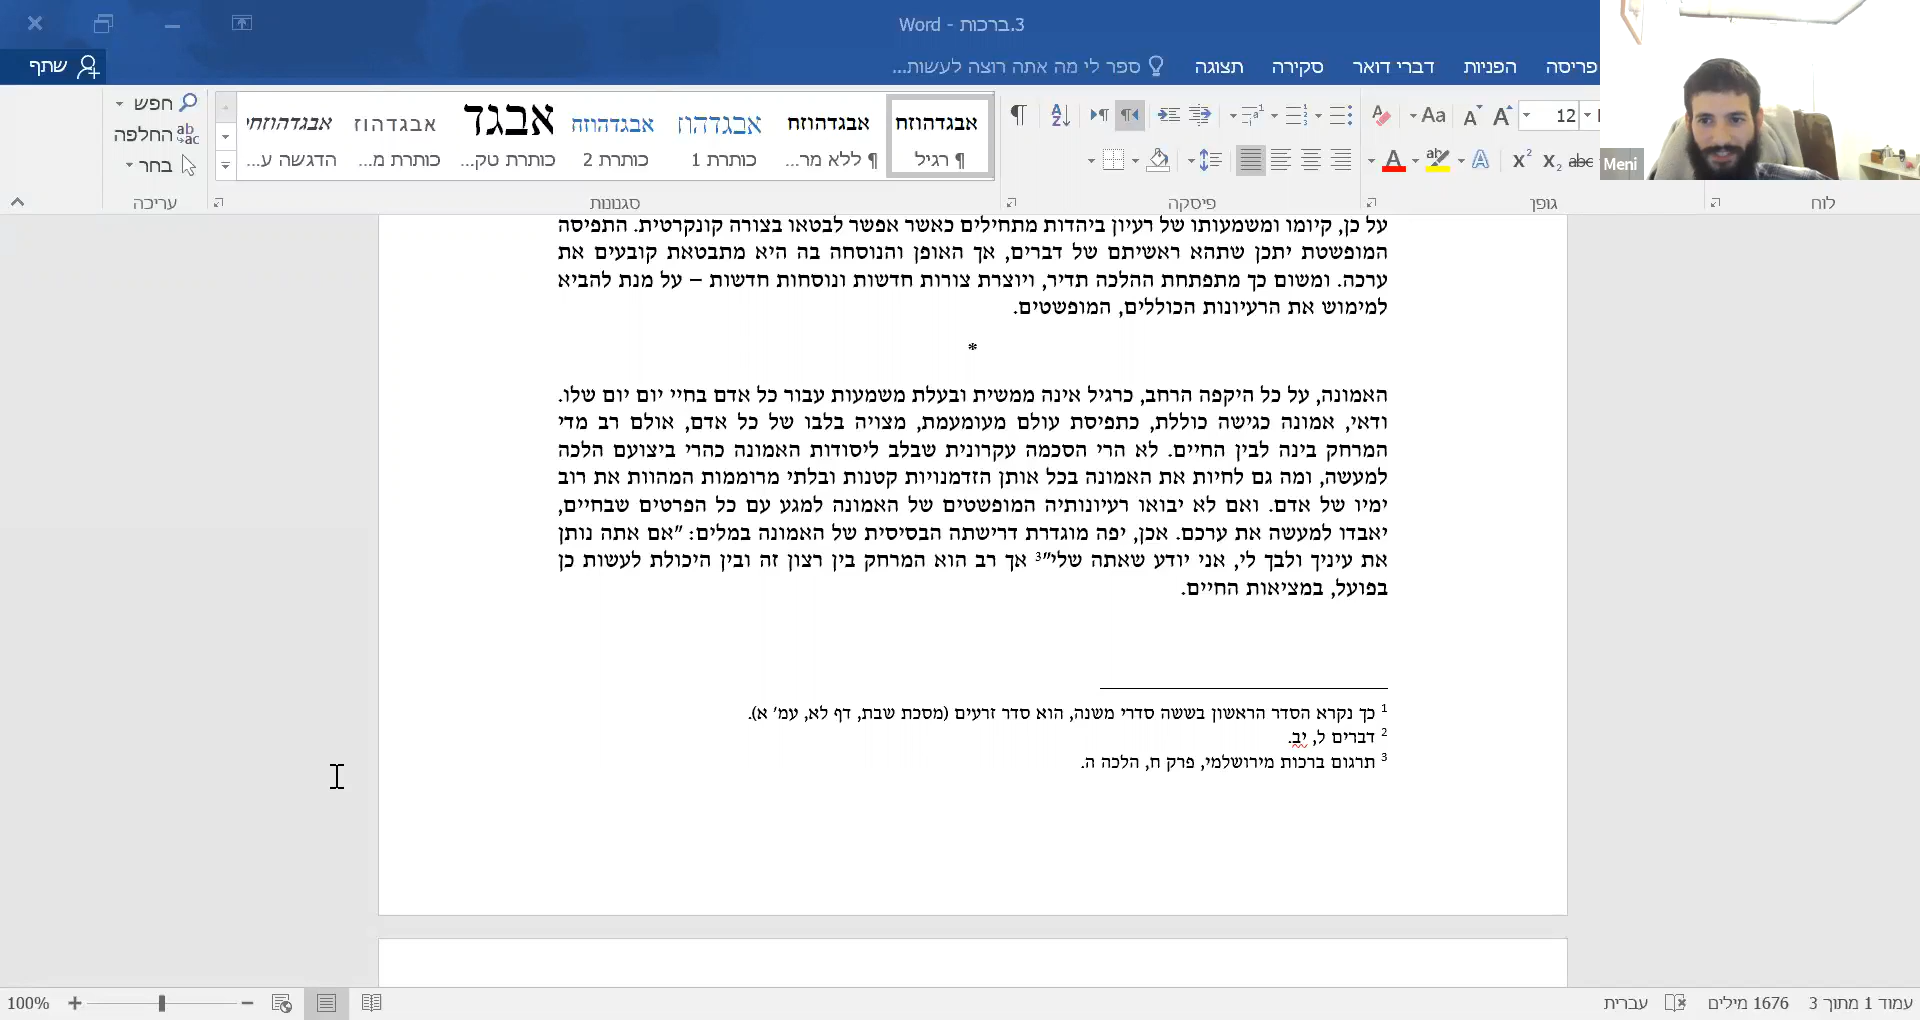 3.ברכות - Word
פריסה הפניות דברי דואר סקירה תצוגה ספר לי מה אתה רוצה לעשות... שתף
12 Aa
אבגדהוזח אבגדהוזח אבגדהוז אבגדהוזח אבגד אבגדהוז אבגדהוזחי
¶ רגיל ¶ ללא מר... כותרת 1 כותרת 2 כותרת טק... כותרת מ... הדגשה ע...
חפש
החלפה
בחר
לוח גופן פיסקה סגנונות עריכה
Meni
על כן, קיומו ומשמעותו של רעיון ביהדות מתחילים כאשר אפשר לבטאו בצורה קונקרטית. התפיסה
המופשטת יתכן שתהא ראשיתם של דברים, אך האופן והנוסחה בה היא מתבטאת קובעים את
ערכה. ומשום כך מתפתחת ההלכה תדיר, ויוצרת צורות חדשות ונוסחות חדשות – על מנת להביא
למימוש את הרעיונות הכוללים, המופשטים.
*
האמונה, על כל היקפה הרחב, כרגיל אינה ממשית ובעלת משמעות עבור כל אדם בחיי יום יום שלו.
ודאי, אמונה כגישה כוללת, כתפיסת עולם מעומעמת, מצויה בלבו של כל אדם, אולם רב מדי
המרחק בינה לבין החיים. לא הרי הסכמה עקרונית שבלב ליסודות האמונה כהרי ביצועם הלכה
למעשה, ומה גם לחיות את האמונה בכל אותן הזדמנויות קטנות ובלתי מרוממות המהוות את רוב
ימיו של אדם. ואם לא יבואו רעיונותיה המופשטים של האמונה למגע עם כל הפרטים שבחיים,
יאבדו למעשה את ערכם. אכן, יפה מוגדרת דרישתה הבסיסית של האמונה במלים: "אם אתה נותן
את עיניך ולבך לי, אני יודע שאתה שלי"3 אך רב הוא המרחק בין רצון זה ובין היכולת לעשות כן
בפועל, במציאות החיים.
1 כך נקרא הסדר הראשון בששה סדרי משנה, הוא סדר זרעים (מסכת שבת, דף לא, עמ' א).
2 דברים ל, יב.
3 תרגום ברכות מירושלמי, פרק ח, הלכה ה.
עמוד 1 מתוך 3 1676 מילים עברית 100%